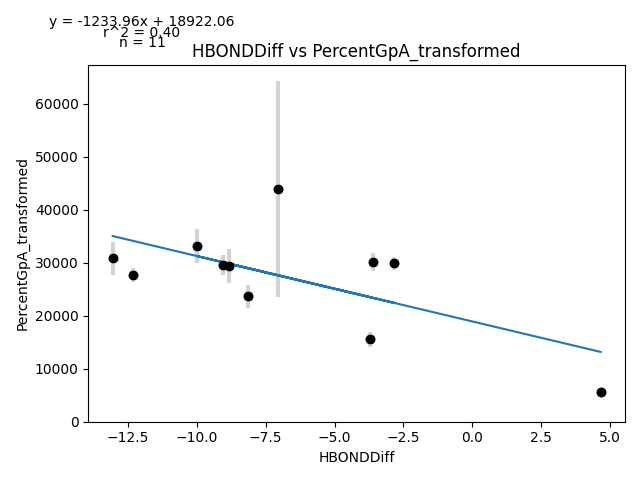 y = -1233.96x + 18922.06
r^2 = 0.40
n = 11
HBONDDiff vs PercentGpA_transformed
PercentGpA_transformed
60000
50000
40000
30000
20000
10000
0
−12.5 −10.0 −7.5 −5.0 −2.5 0.0 2.5 5.0
HBONDDiff